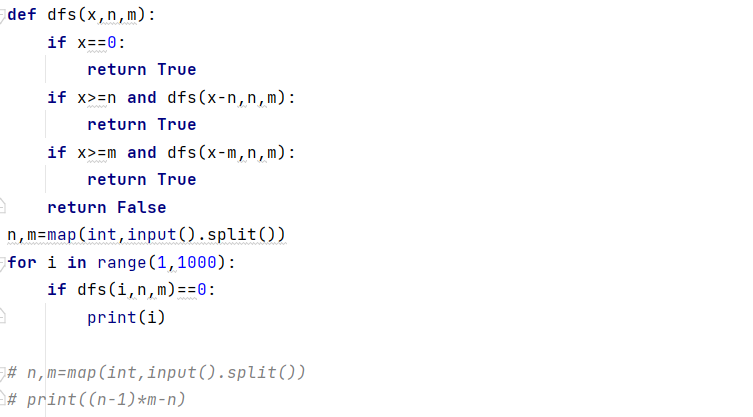 def dfs(x,n,m):
    if x==0:
        return True
    if x>=n and dfs(x-n,n,m):
        return True
    if x>=m and dfs(x-m,n,m):
        return True
    return False
n,m=map(int,input().split())
for i in range(1,1000):
    if dfs(i,n,m)==0:
        print(i)
# n,m=map(int,input().split())
# print((n-1)*m-n)